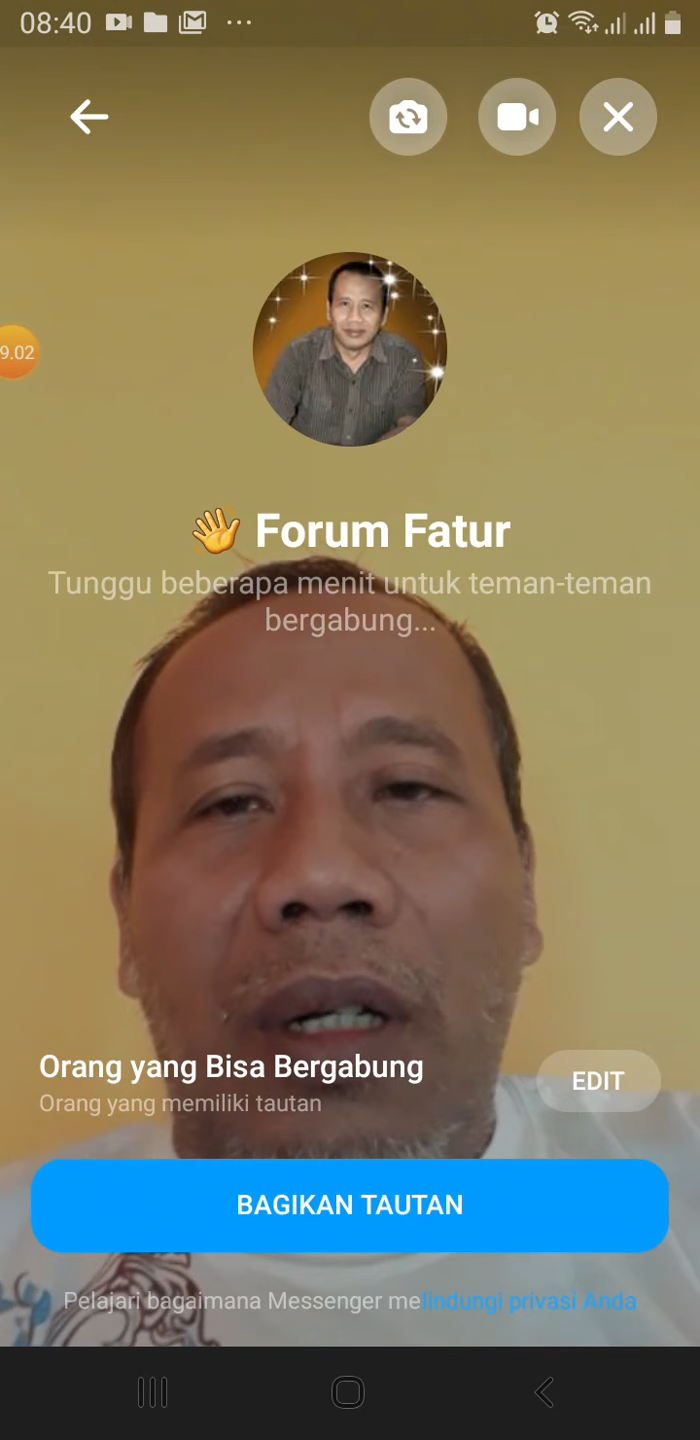 08:40
9.02
👋 Forum Fatur
Tunggu beberapa menit untuk teman-teman
bergabung...
Orang yang Bisa Bergabung
EDIT
Orang yang memiliki tautan
BAGIKAN TAUTAN
Pelajari bagaimana Messenger melindungi privasi Anda